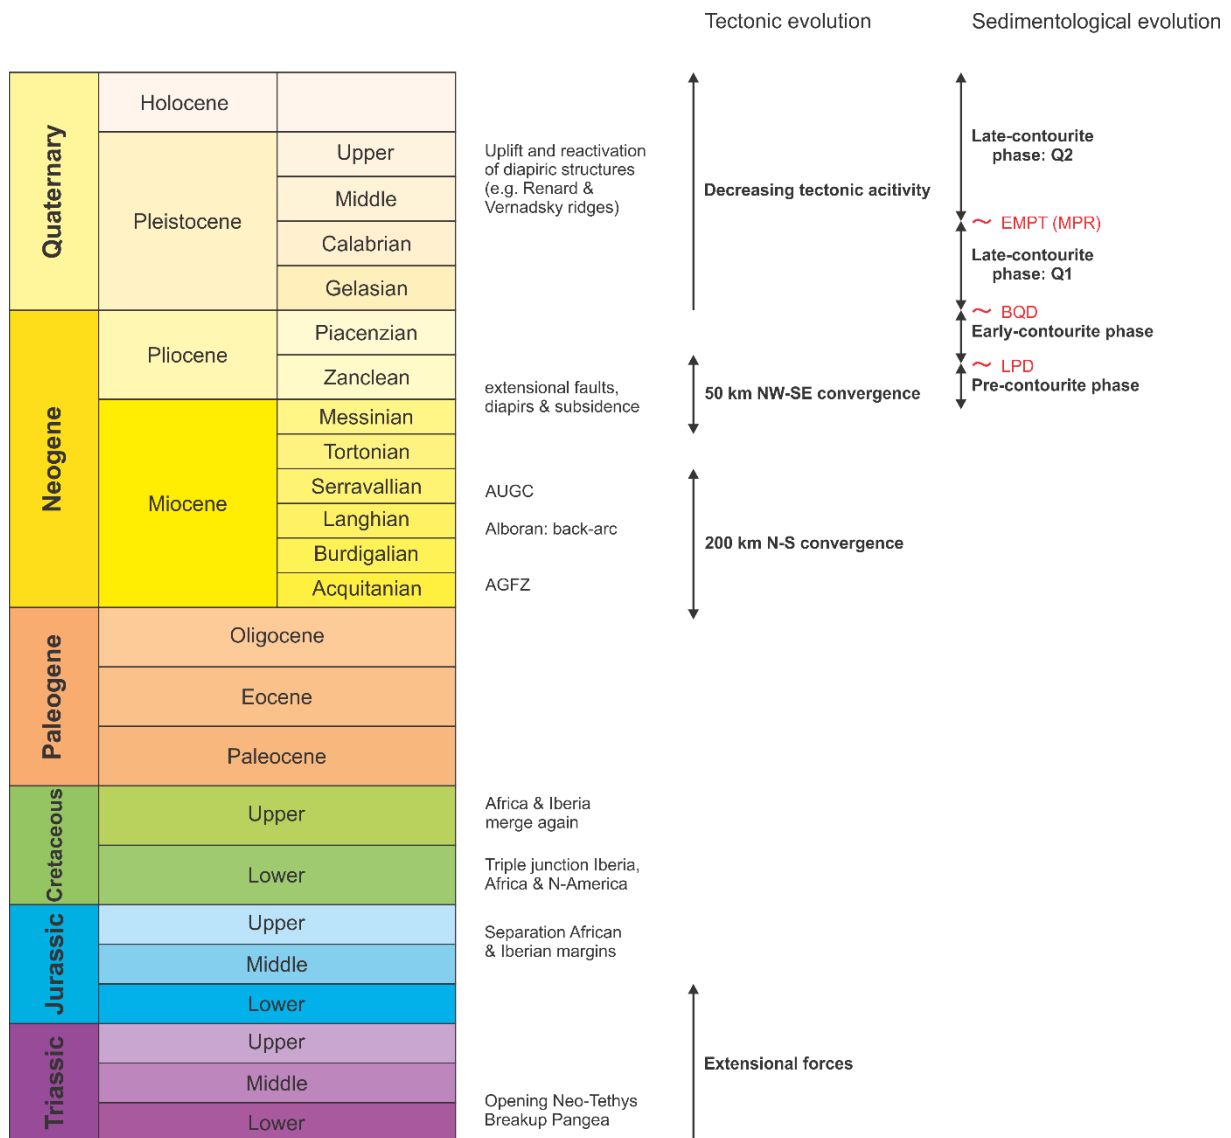 Tectonic evolution
Sedimentological evolution
Quaternary
Holocene
Pleistocene
Upper
Middle
Calabrian
Gelasian
Uplift and reactivation
of diapiric structures
(e.g. Renard &
Vernadsky ridges)
Decreasing tectonic acitivity
Late-contourite
phase: Q2
~ EMPT (MPR)
Late-contourite
phase: Q1
~ BQD
Early-contourite phase
~ LPD
Pre-contourite phase
Neogene
Pliocene
Piacenzian
Zanclean
extensional faults,
diapirs & subsidence
50 km NW-SE convergence
Miocene
Messinian
Tortonian
Serravallian
Langhian
Burdigalian
Acquitanian
AUGC
Alboran: back-arc
AGFZ
200 km N-S convergence
Paleogene
Oligocene
Eocene
Paleocene
Cretaceous
Upper
Lower
Africa & Iberia
merge again
Triple junction Iberia,
Africa & N-America
Jurassic
Upper
Middle
Lower
Separation African
& Iberian margins
Triassic
Upper
Middle
Lower
Opening Neo-Tethys
Breakup Pangea
Extensional forces